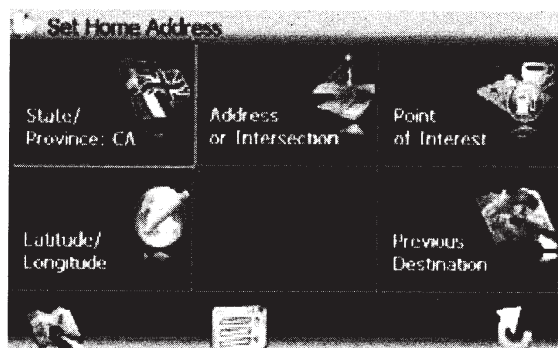 Set Home Address
State/
Province: CA
Address
or Intersection
Point
of Interest
Latitude/
Longitude
Previous
Destination